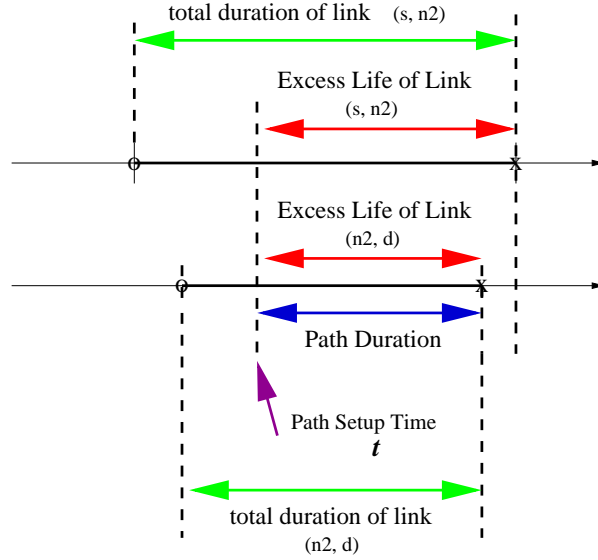 total duration of link (s, n2)
Excess Life of Link
(s, n2)
o x
Excess Life of Link
(n2, d)
o x
Path Duration
Path Setup Time
t
total duration of link
(n2, d)